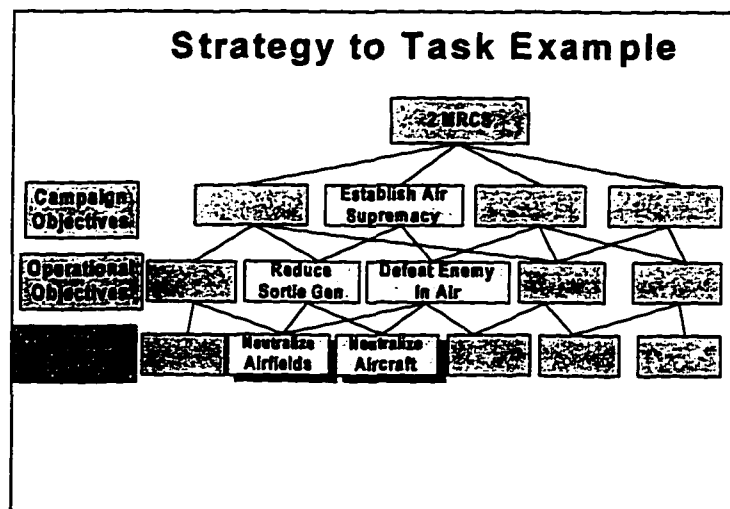 Strategy to Task Example
2 MRCS
Campaign
Objectives
Establish Air
Supremacy
Operational
Objectives
Reduce
Sortie Gen
Defeat Enemy
In Air
Neutralize
Airfields
Neutralize
Aircraft